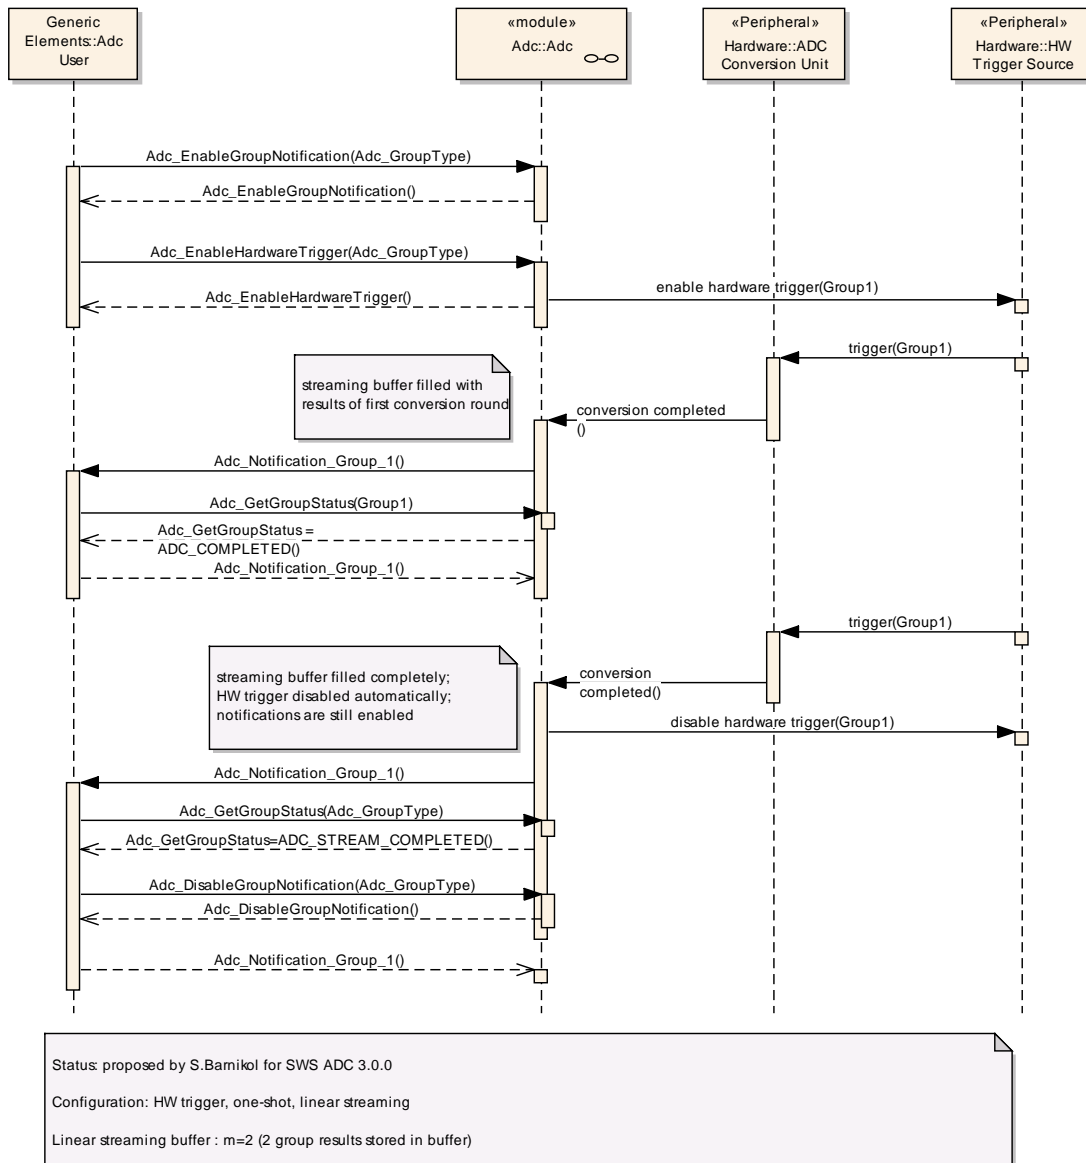 Generic
Elements::Adc
User
«module»
Adc::Adc
«Peripheral»
Hardware::ADC
Conversion Unit
«Peripheral»
Hardware::HW
Trigger Source
Adc_EnableGroupNotification(Adc_GroupType)
Adc_EnableGroupNotification()
Adc_EnableHardwareTrigger(Adc_GroupType)
enable hardware trigger(Group1)
Adc_EnableHardwareTrigger()
trigger(Group1)
streaming buffer filled with
results of first conversion round
conversion completed
()
Adc_Notification_Group_1()
Adc_GetGroupStatus(Group1)
Adc_GetGroupStatus=
ADC_COMPLETED()
Adc_Notification_Group_1()
trigger(Group1)
streaming buffer filled completely;
HW trigger disabled automatically;
notifications are still enabled
conversion
completed()
disable hardware trigger(Group1)
Adc_Notification_Group_1()
Adc_GetGroupStatus(Adc_GroupType)
Adc_GetGroupStatus=ADC_STREAM_COMPLETED()
Adc_DisableGroupNotification(Adc_GroupType)
Adc_DisableGroupNotification()
Adc_Notification_Group_1()
Status: proposed by S.Barnikol for SWS ADC 3.0.0
Configuration: HW trigger, one-shot, linear streaming
Linear streaming buffer : m=2 (2 group results stored in buffer)